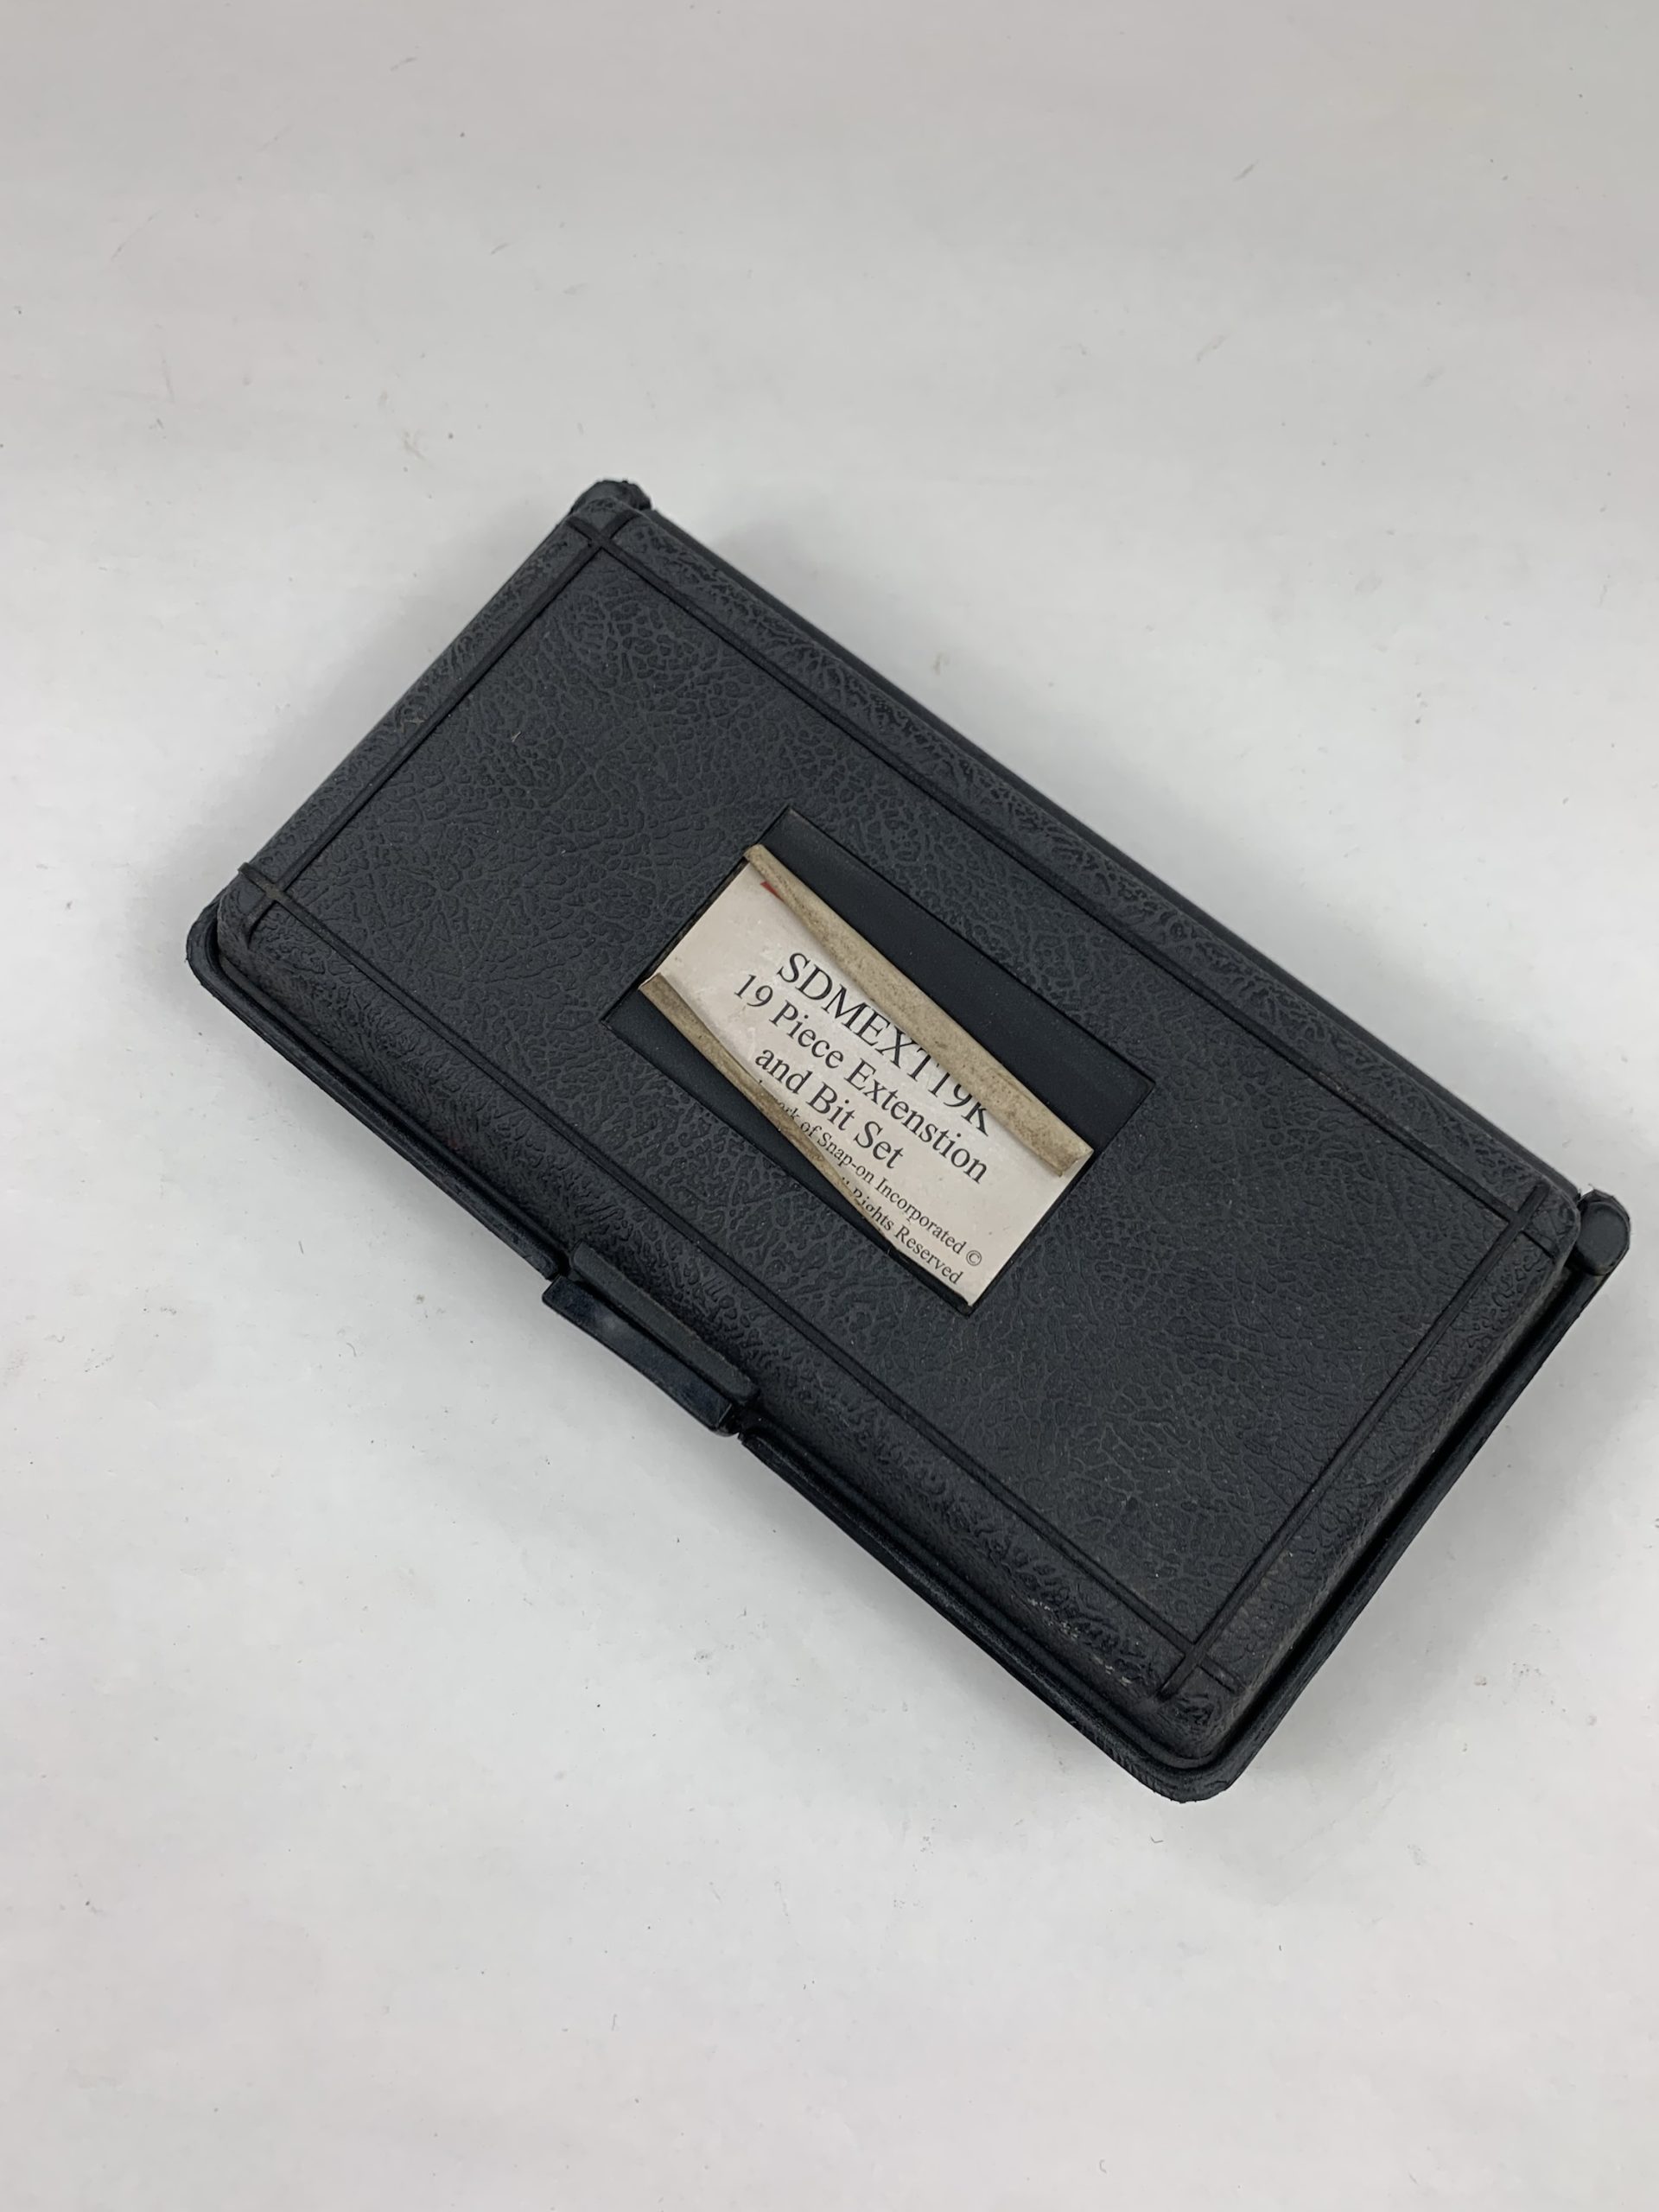 SDMEXT19K
19 Piece Extenstion
and Bit Set
of Snap-on Incorporated ©
Rights Reserved